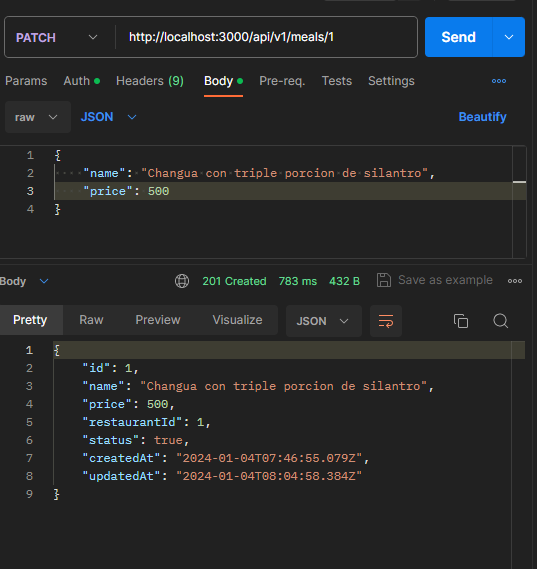 PATCH http://localhost:3000/api/v1/meals/1 Send
Params Auth Headers (9) Body Pre-req. Tests Settings
raw JSON Beautify
1 {
2 "name": "Changua con triple porcion de silantro",
3 "price": 500
4 }
Body 201 Created 783 ms 432 B Save as example
Pretty Raw Preview Visualize JSON
1 {
2 "id": 1,
3 "name": "Changua con triple porcion de silantro",
4 "price": 500,
5 "restaurantId": 1,
6 "status": true,
7 "createdAt": "2024-01-04T07:46:55.079Z",
8 "updatedAt": "2024-01-04T08:04:58.384Z"
9 }